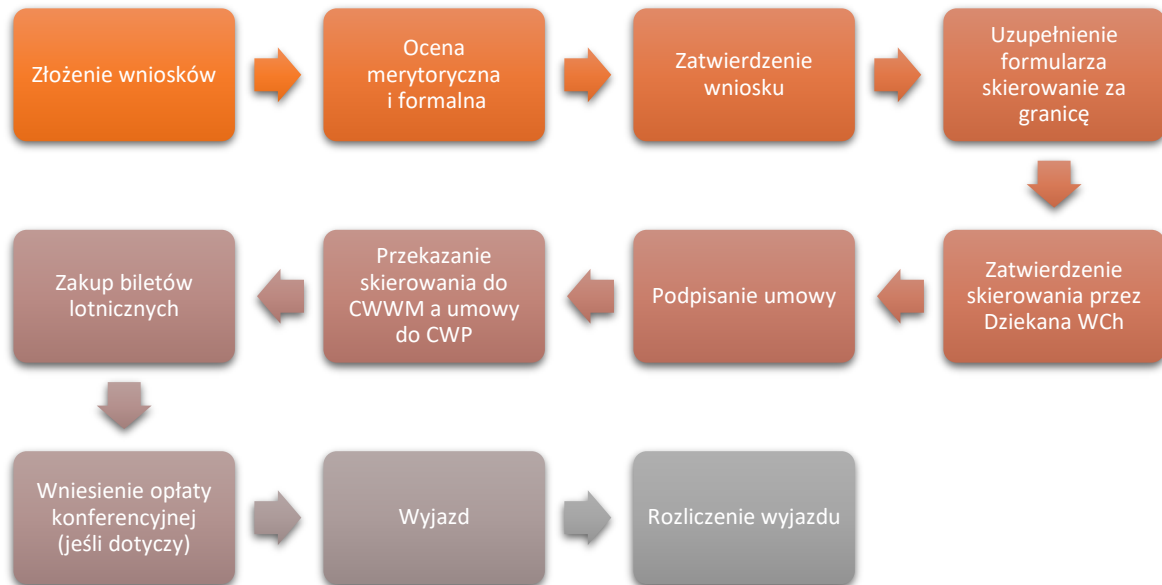 Złożenie wniosków
Ocena
merytoryczna
i formalna
Zatwierdzenie
wniosku
Uzupełnienie
formularza
skierowanie za
granicę
Zatwierdzenie
skierowania przez
Dziekana WCh
Podpisanie umowy
Przekazanie
skierowania do
CWWM a umowy
do CWP
Zakup biletów
lotniczych
Wniesienie opłaty
konferencyjnej
(jeśli dotyczy)
Wyjazd
Rozliczenie wyjazdu